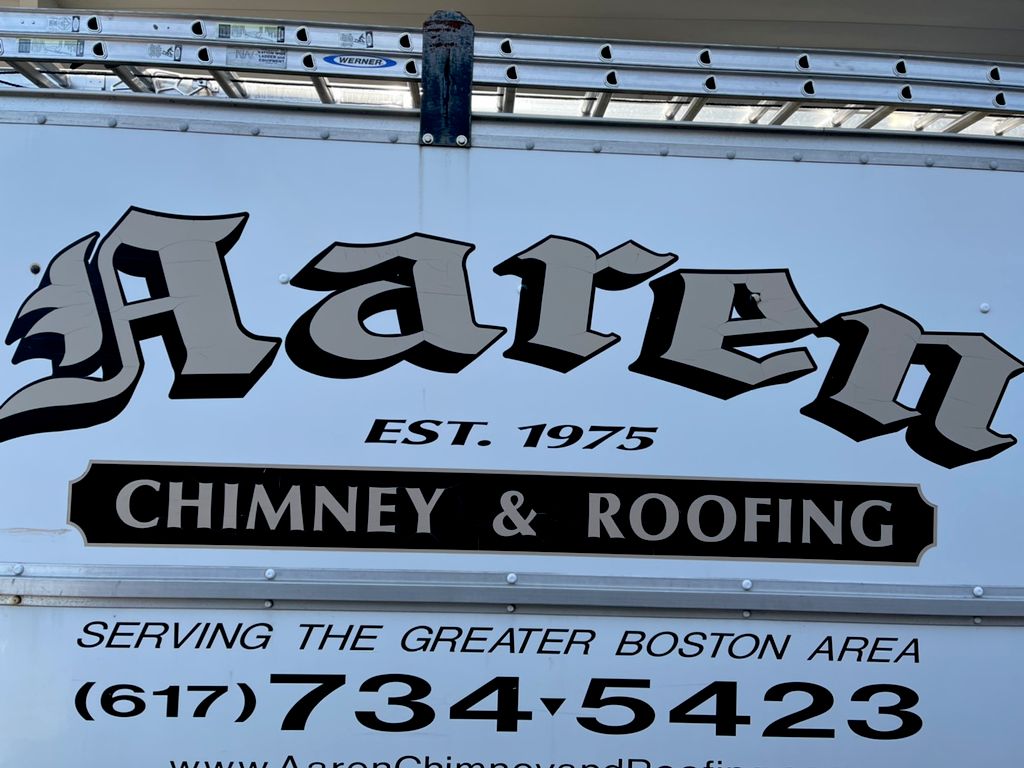 WERNER
Aaren
EST. 1975
CHIMNEY & ROOFING
SERVING THE GREATER BOSTON AREA
(617) 734▾5423